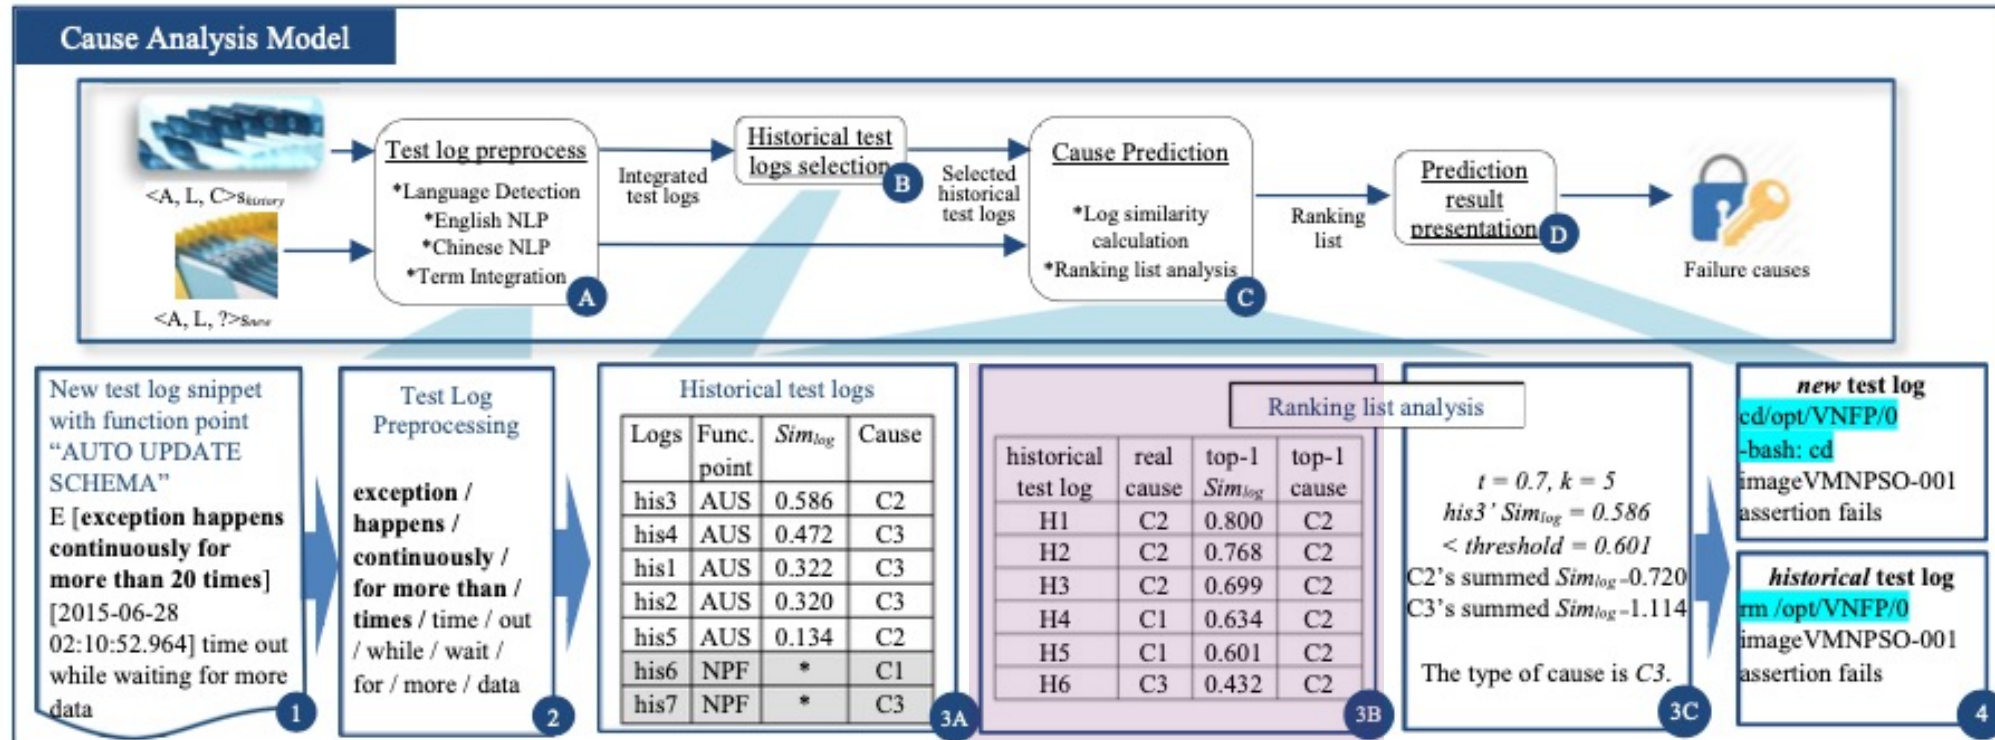 Cause Analysis Model
<A, L, C>shistory
<A, L, ?>snew
Test log preprocess
*Language Detection
*English NLP
*Chinese NLP
*Term Integration
A
Integrated
test logs
Historical test
logs selection
B
Selected
historical
test logs
Cause Prediction
*Log similarity
calculation
*Ranking list analysis
C
Ranking
list
Prediction
result
presentation
D
Failure causes
New test log snippet
with function point
“AUTO UPDATE
SCHEMA”
E [exception happens
continuously for
more than 20 times]
[2015-06-28
02:10:52.964] time out
while waiting for more
data
1
Test Log
Preprocessing
exception /
happens /
continuously /
for more than /
times / time / out
/ while / wait /
for / more / data
2
Historical test logs
Logs Func. point Simlog Cause
his3 AUS 0.586 C2
his4 AUS 0.472 C3
his1 AUS 0.322 C3
his2 AUS 0.320 C3
his5 AUS 0.134 C2
his6 NPF * C1
his7 NPF * C3
3A
Ranking list analysis
historical real top-1 top-1
test log cause Simlog cause
H1 C2 0.800 C2
H2 C2 0.768 C2
H3 C2 0.699 C2
H4 C1 0.634 C2
H5 C1 0.601 C2
H6 C3 0.432 C2
3B
t = 0.7, k = 5
his3’ Simlog = 0.586
< threshold = 0.601
C2’s summed Simlog=0.720
C3’s summed Simlog=1.114
The type of cause is C3.
3C
new test log
cd/opt/VNFP/0
-bash: cd
imageVMNPSO-001
assertion fails
historical test log
rm /opt/VNFP/0
imageVMNPSO-001
assertion fails
4